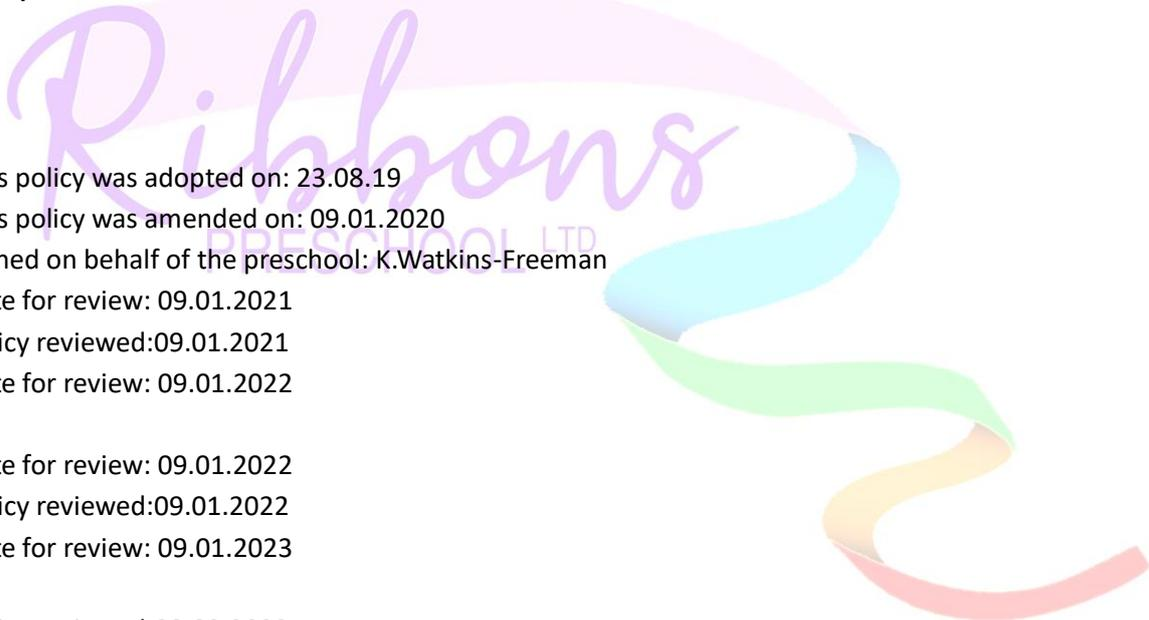 Ribbons
s policy was adopted on: 23.08.19
s policy was amended on: 09.01.2020
PRESCHOOL LTD
ned on behalf of the preschool: K.Watkins-Freeman
te for review: 09.01.2021
icy reviewed:09.01.2021
te for review: 09.01.2022
te for review: 09.01.2022
icy reviewed:09.01.2022
te for review: 09.01.2023